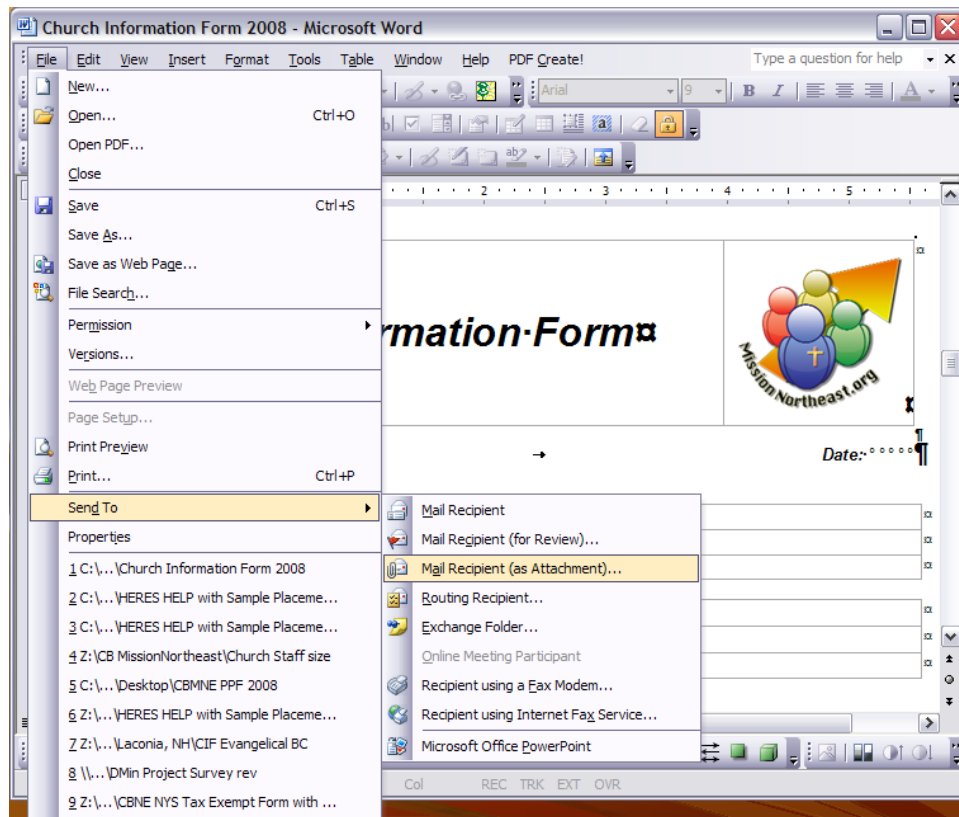 Church Information Form 2008 - Microsoft Word
File Edit View Insert Format Tools Table Window Help PDF Create! Type a question for help
New...
Arial 9 B I A
Open... Ctrl+O
Open PDF...
Close
2 3 4 5
Save Ctrl+S
Save As...
Save as Web Page...
File Search...
Permission
rmation·Form¤
MissionNortheast.org
Versions...
Web Page Preview
Page Setup...
Print Preview
Date:·°°°°°¶
Print... Ctrl+P
Send To
Mail Recipient
Properties
Mail Recipient (for Review)...
1 C:\...\Church Information Form 2008
Mail Recipient (as Attachment)...
2 C:\...\HERES HELP with Sample Placeme...
Routing Recipient...
3 C:\...\HERES HELP with Sample Placeme...
Exchange Folder...
4 Z:\CB MissionNortheast\Church Staff size
Online Meeting Participant
5 C:\...\Desktop\CBMNE PPF 2008
Recipient using a Fax Modem...
6 Z:\...\HERES HELP with Sample Placeme...
Recipient using Internet Fax Service...
7 Z:\...\Laconia, NH\CIF Evangelical BC
Microsoft Office PowerPoint
8 \\...\DMin Project Survey rev
Col REC TRK EXT OVR
9 Z:\...\CBNE NYS Tax Exempt Form with ...